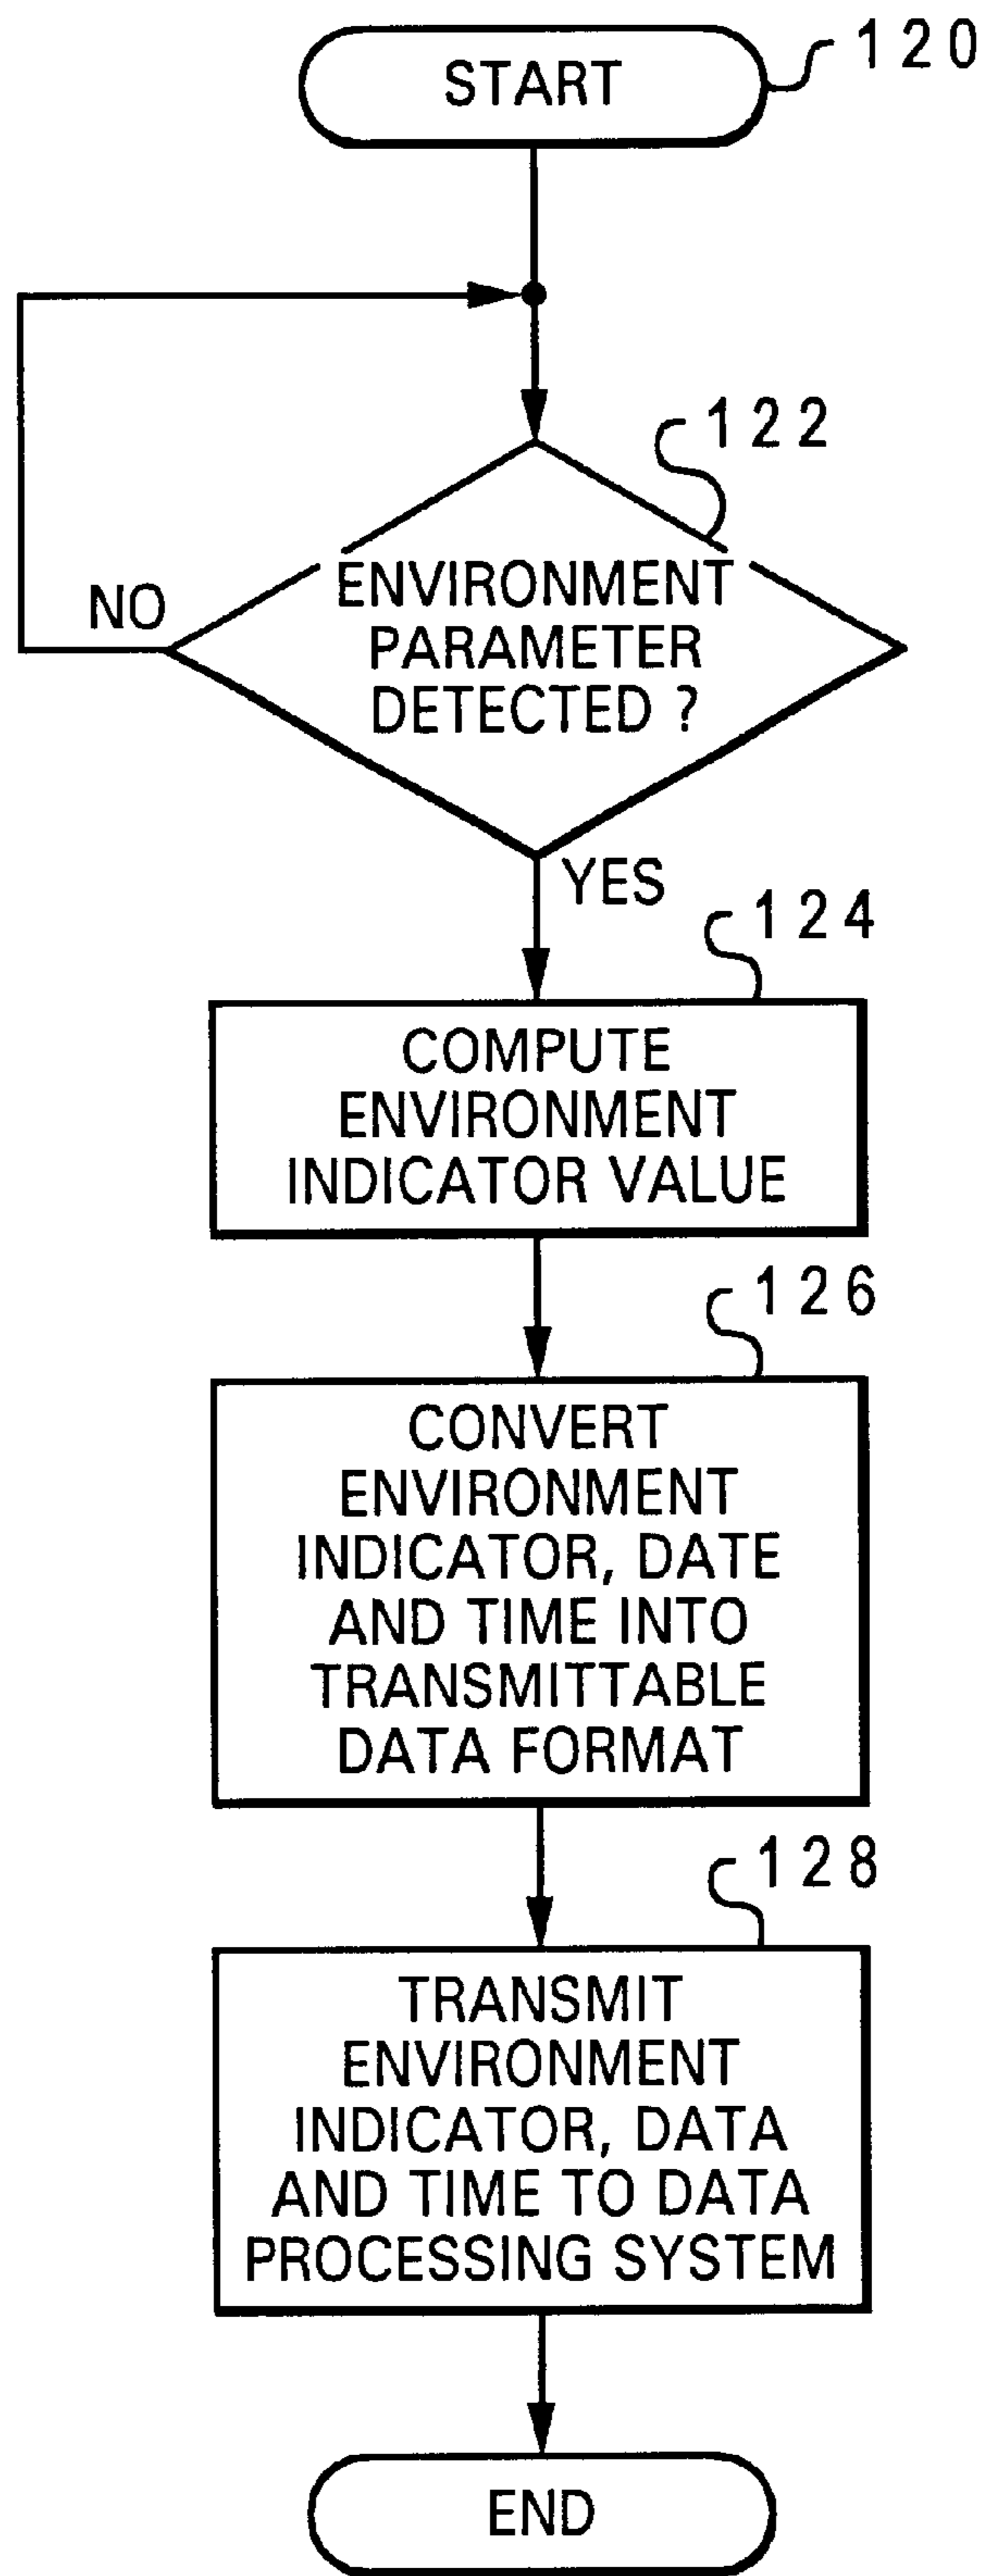 START
120
122
ENVIRONMENT
PARAMETER
DETECTED ?
NO
YES
124
COMPUTE
ENVIRONMENT
INDICATOR VALUE
126
CONVERT
ENVIRONMENT
INDICATOR, DATE
AND TIME INTO
TRANSMITTABLE
DATA FORMAT
128
TRANSMIT
ENVIRONMENT
INDICATOR, DATA
AND TIME TO DATA
PROCESSING SYSTEM
END